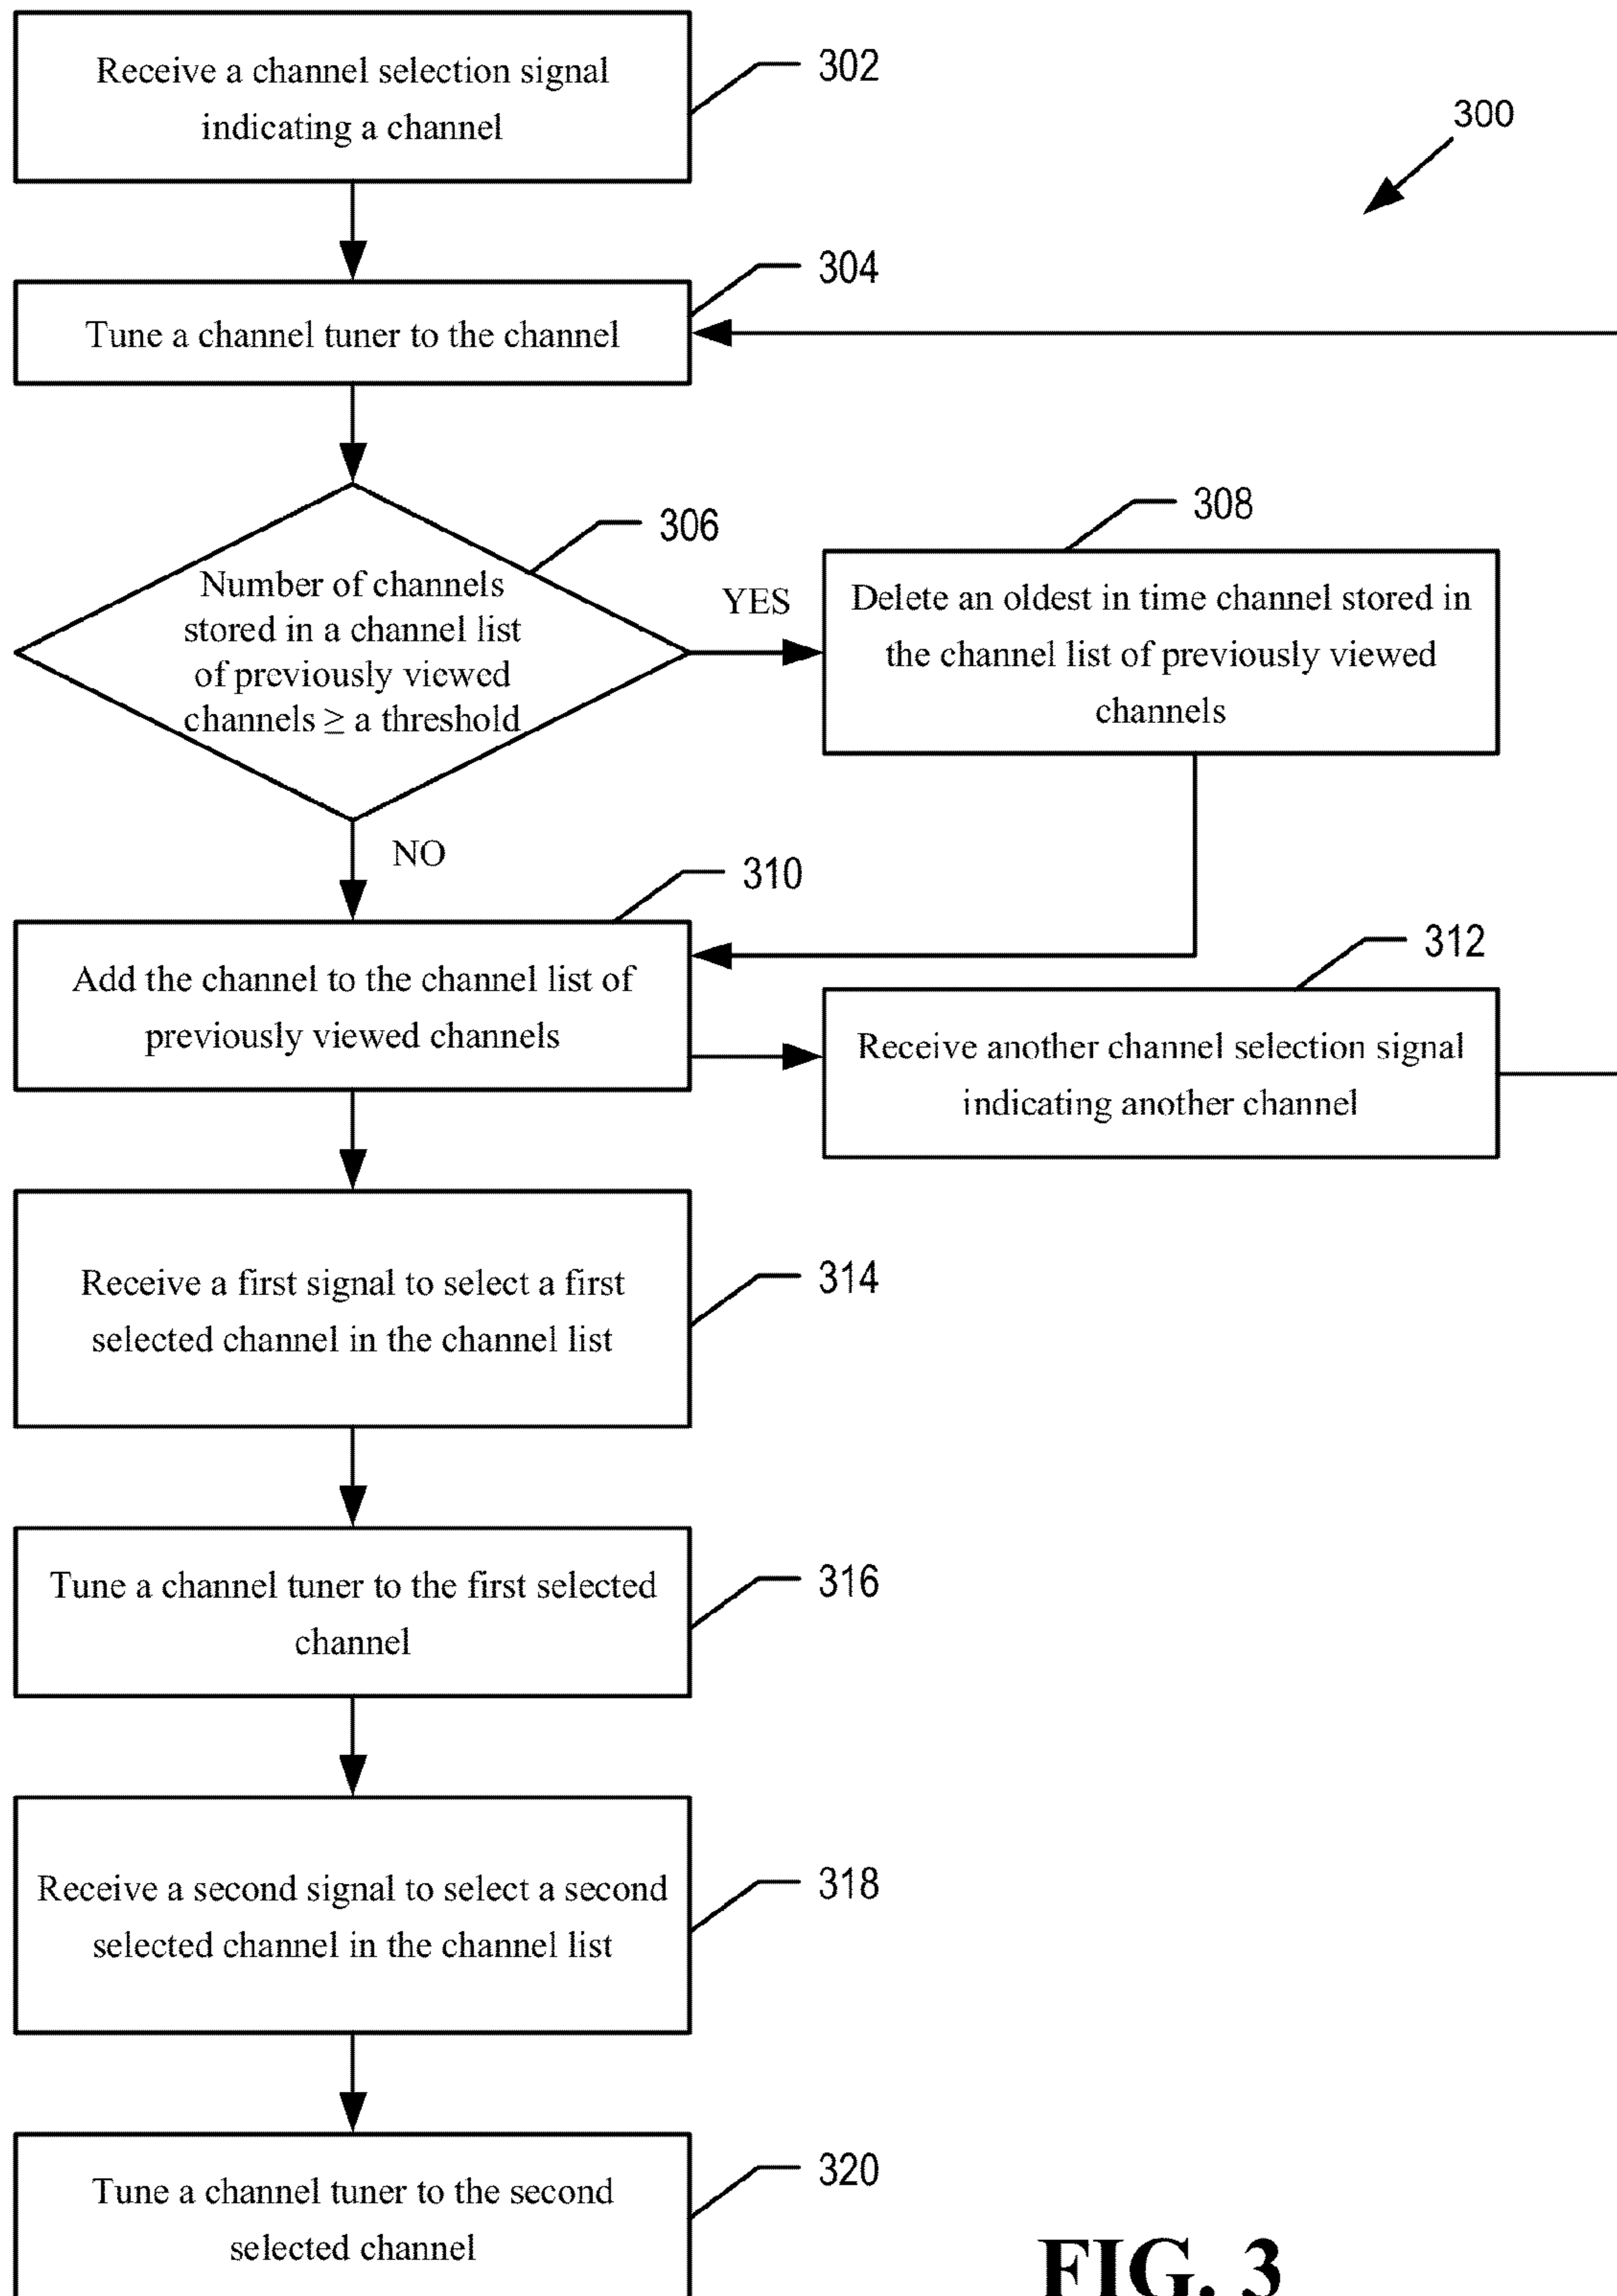 Receive a channel selection signal
indicating a channel
302
300
304
Tune a channel tuner to the channel
306
308
Number of channels
stored in a channel list
of previously viewed
channels ≥ a threshold
YES
Delete an oldest in time channel stored in
the channel list of previously viewed
channels
NO
310
Add the channel to the channel list of
previously viewed channels
312
Receive another channel selection signal
indicating another channel
314
Receive a first signal to select a first
selected channel in the channel list
316
Tune a channel tuner to the first selected
channel
318
Receive a second signal to select a second
selected channel in the channel list
320
Tune a channel tuner to the second
selected channel
FIG. 3